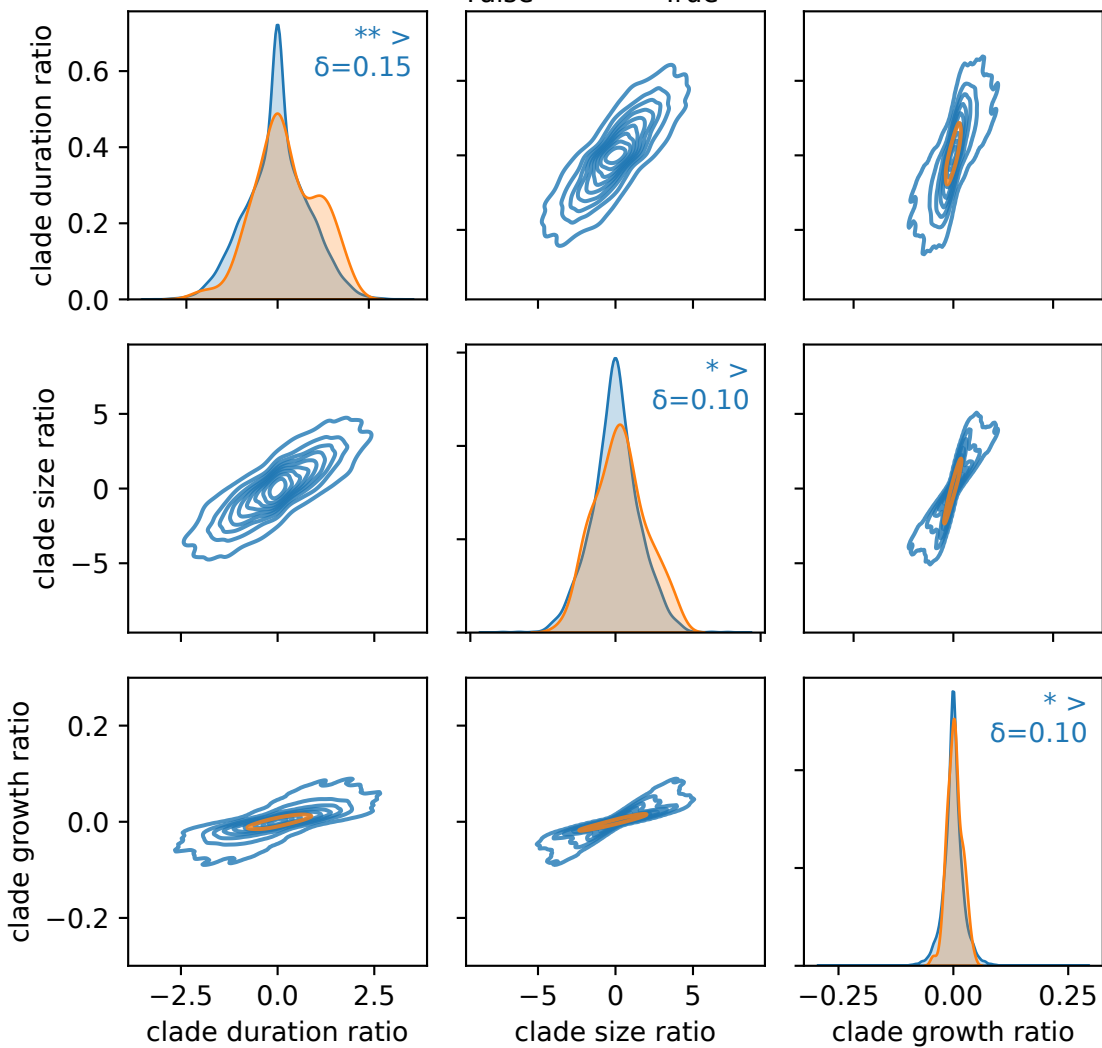 clade duration ratio
0.6
0.4
0.2
0.0
** >
δ=0.15
clade size ratio
5
0
−5
* >
δ=0.10
clade growth ratio
0.2
0.0
−0.2
* >
δ=0.10
−2.5 0.0 2.5
−5 0 5
−0.25 0.00 0.25
clade duration ratio
clade size ratio
clade growth ratio